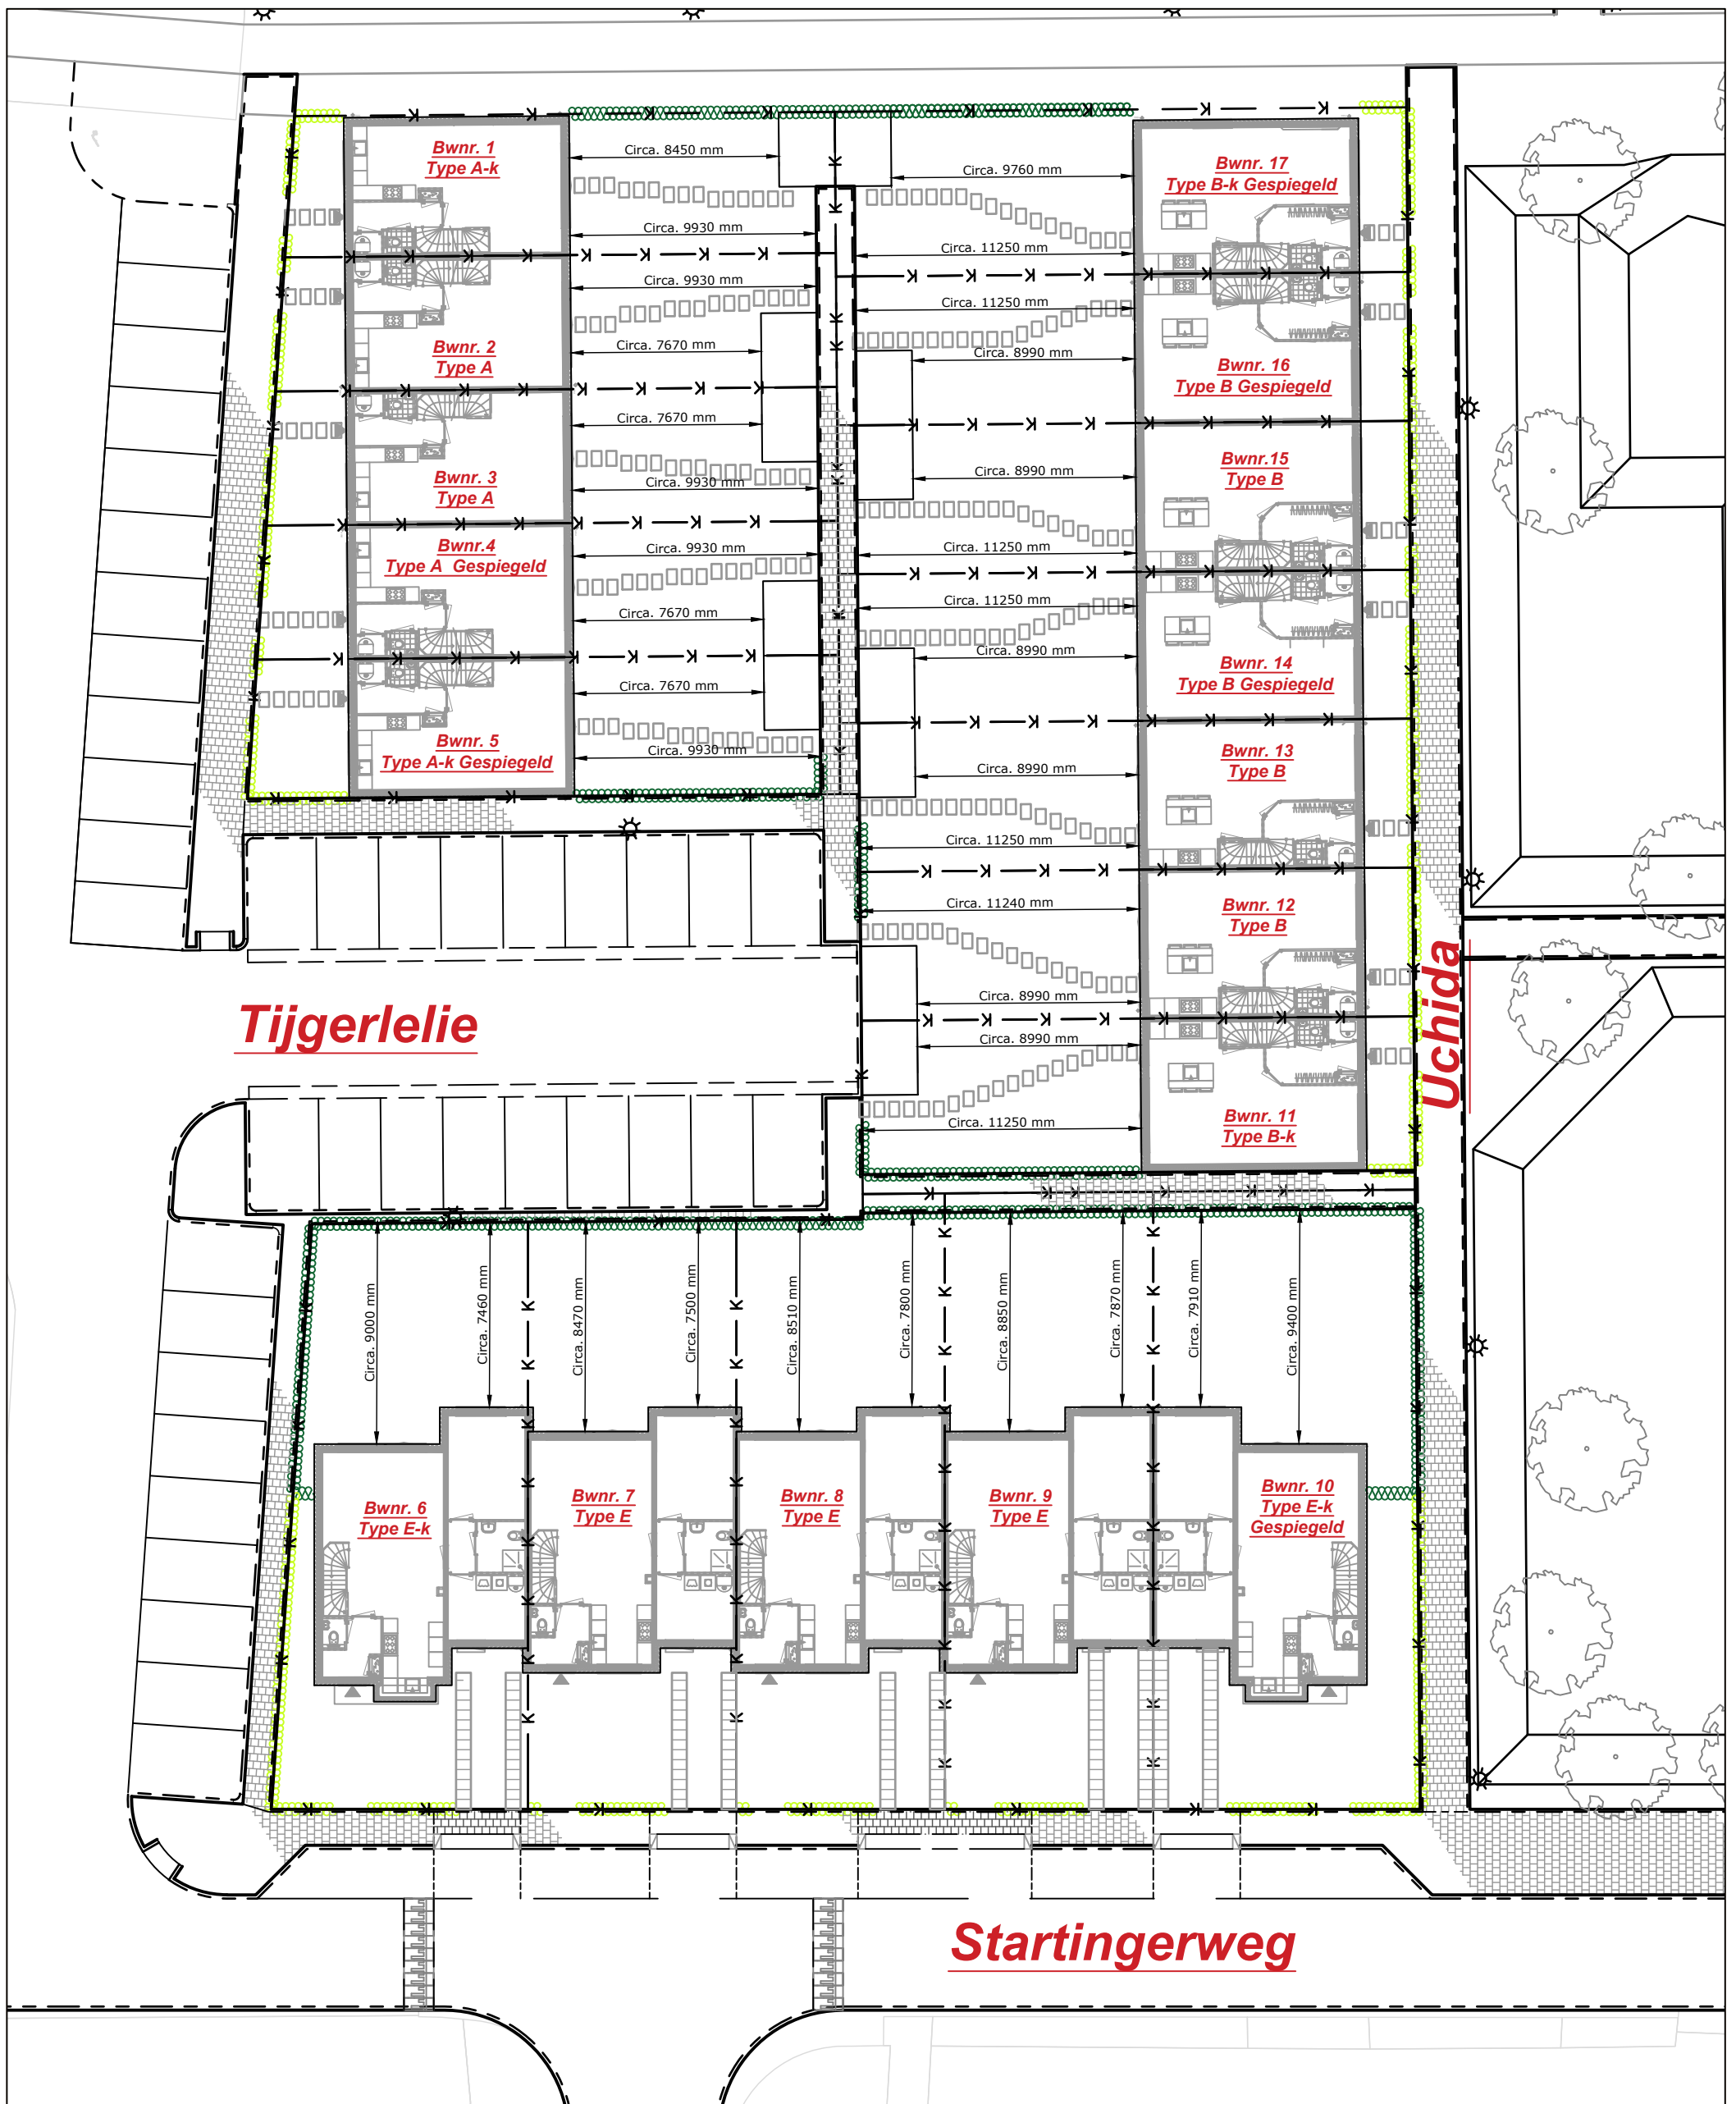 Bwnr. 1
Type A-k
Circa. 8450 mm
Circa. 9760 mm
Bwnr. 17
Type B-k Gespiegeld
Circa. 9930 mm
Circa. 11250 mm
Circa. 9930 mm
Circa. 11250 mm
Bwnr. 2
Type A
Circa. 7670 mm
Circa. 8990 mm
Bwnr. 16
Type B Gespiegeld
Circa. 7670 mm
Bwnr. 3
Type A
Circa. 9930 mm
Circa. 8990 mm
Bwnr.15
Type B
Bwnr.4
Type A Gespiegeld
Circa. 9930 mm
Circa. 11250 mm
Circa. 7670 mm
Circa. 11250 mm
Circa. 8990 mm
Bwnr. 14
Type B Gespiegeld
Circa. 7670 mm
Bwnr. 5
Type A-k Gespiegeld
Circa. 9930 mm
Circa. 8990 mm
Bwnr. 13
Type B
Circa. 11250 mm
Circa. 11240 mm
Bwnr. 12
Type B
Circa. 8990 mm
Tijgerlelie
Uchida
Circa. 8990 mm
Circa. 11250 mm
Bwnr. 11
Type B-k
Circa. 9000 mm
Circa. 7460 mm
Circa. 8470 mm
Circa. 7500 mm
Circa. 8510 mm
Circa. 7800 mm
Circa. 8850 mm
Circa. 7870 mm
Circa. 7910 mm
Circa. 9400 mm
Bwnr. 6
Type E-k
Bwnr. 7
Type E
Bwnr. 8
Type E
Bwnr. 9
Type E
Bwnr. 10
Type E-k
Gespiegeld
Startingerweg